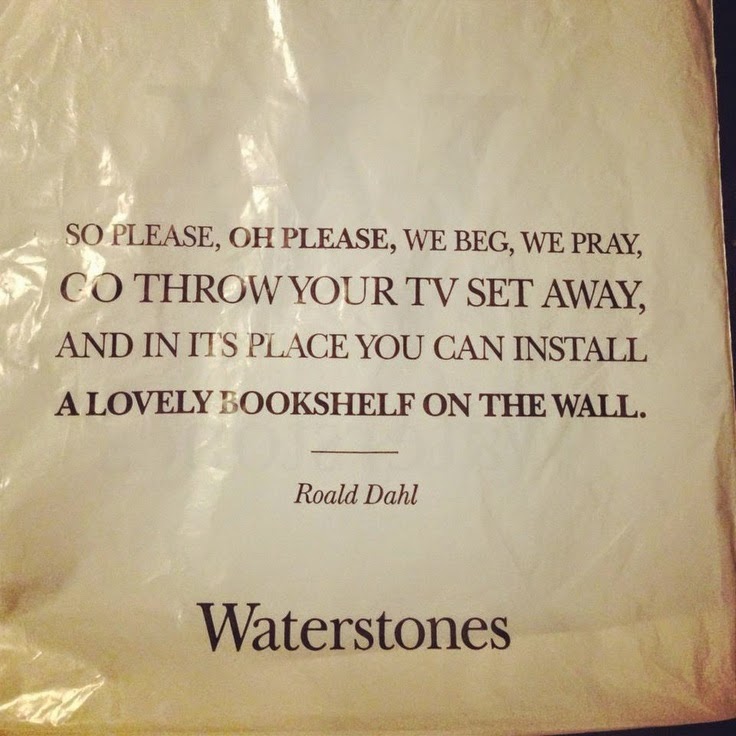 SO PLEASE, OH PLEASE, WE BEG, WE PRAY,
GO THROW YOUR TV SET AWAY,
AND IN ITS PLACE YOU CAN INSTALL
A LOVELY BOOKSHELF ON THE WALL.
Roald Dahl
Waterstones